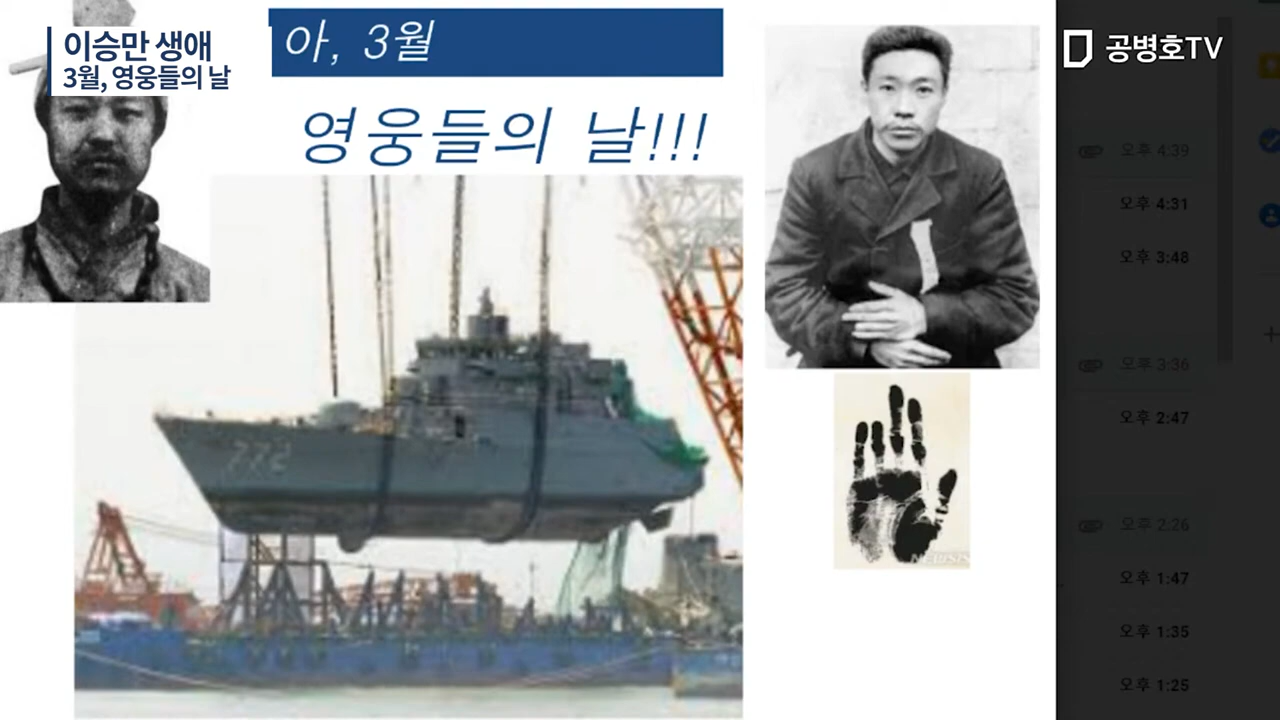 이승만 생애
3월, 영웅들의 날
아, 3월
영웅들의 날!!!
공병호TV
772
NEWSIS
오후 4:39
오후 4:31
오후 3:48
오후 3:36
오후 2:47
오후 2:26
오후 1:47
오후 1:35
오후 1:25